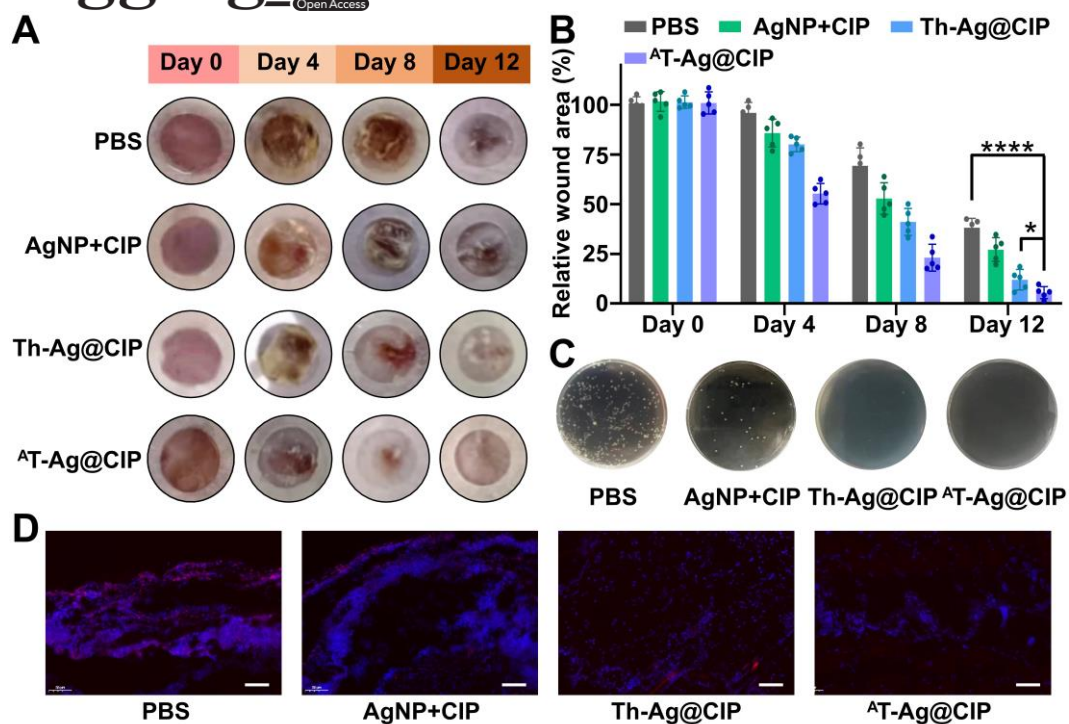 Open Access
A
Day 0 Day 4 Day 8 Day 12
PBS
AgNP+CIP
Th-Ag@CIP
ᴬT-Ag@CIP
B
PBS AgNP+CIP Th-Ag@CIP
ᴬT-Ag@CIP
Relative wound area (%)
100
75
50
25
0
****
*
Day 0 Day 4 Day 8 Day 12
C
PBS AgNP+CIP Th-Ag@CIP ᴬT-Ag@CIP
D
PBS AgNP+CIP Th-Ag@CIP ᴬT-Ag@CIP